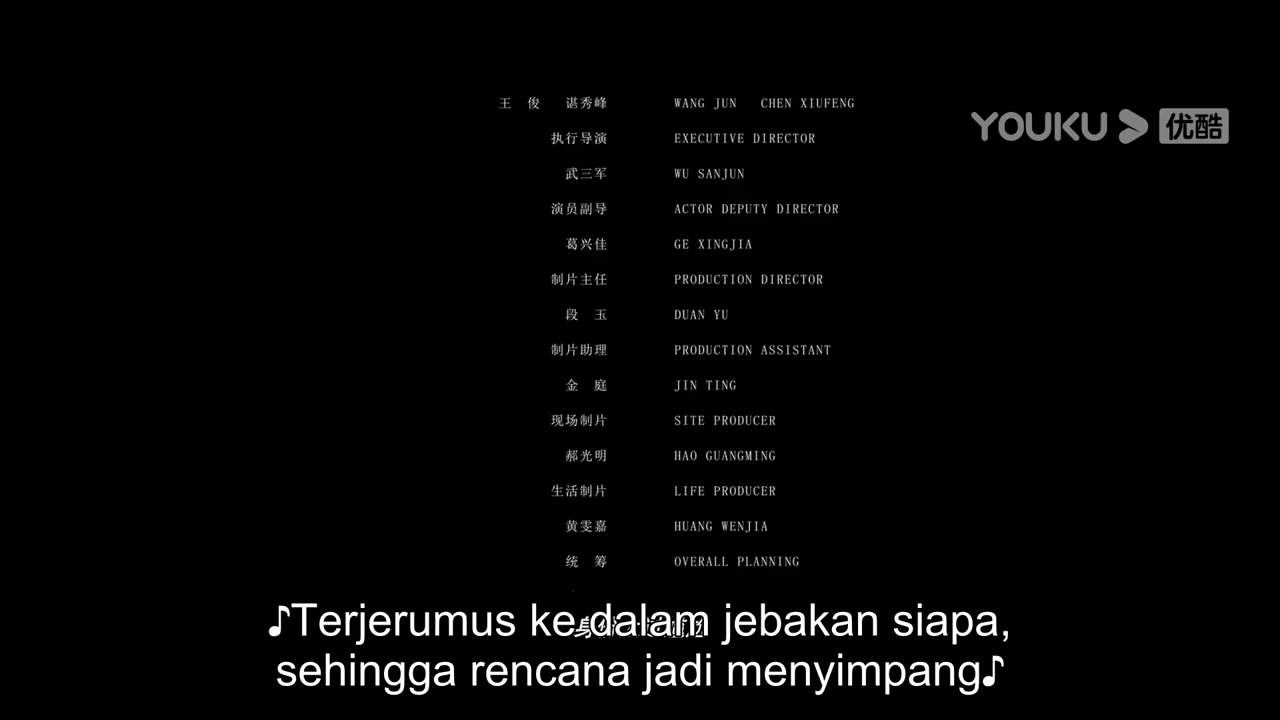 王 俊 谌秀峰 WANG JUN CHEN XIUFENG
YOUKU 优酷
执行导演 EXECUTIVE DIRECTOR
武三军 WU SANJUN
演员副导 ACTOR DEPUTY DIRECTOR
葛兴佳 GE XINGJIA
制片主任 PRODUCTION DIRECTOR
段 玉 DUAN YU
制片助理 PRODUCTION ASSISTANT
金 庭 JIN TING
现场制片 SITE PRODUCER
郝光明 HAO GUANGMING
生活制片 LIFE PRODUCER
黄雯嘉 HUANG WENJIA
统 筹 OVERALL PLANNING
♪Terjerumus ke dalam jebakan siapa,
sehingga rencana jadi menyimpang♪